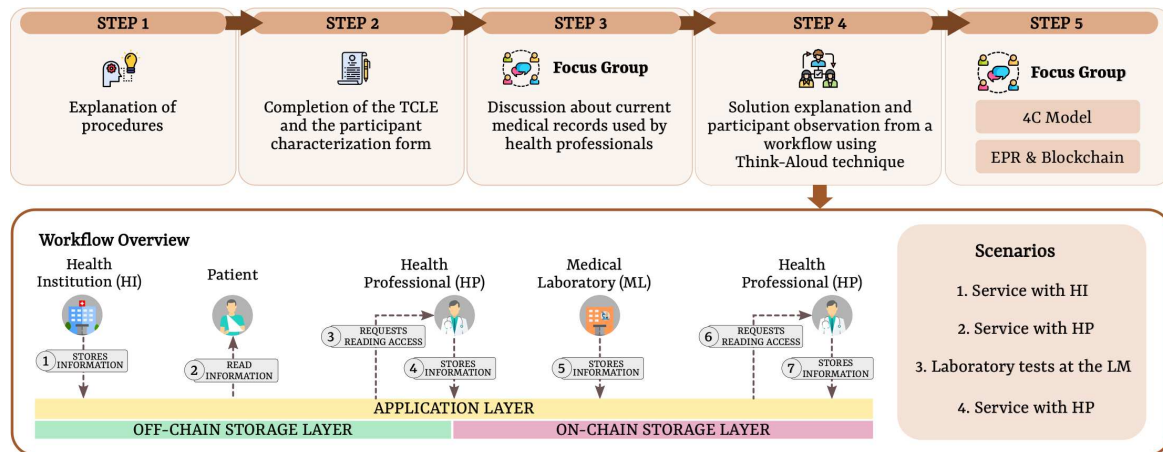 STEP 1
Explanation of
procedures
STEP 2
Completion of the TCLE
and the participant
characterization form
STEP 3
Focus Group
Discussion about current
medical records used by
health professionals
STEP 4
Solution explanation and
participant observation from a
workflow using
Think-Aloud technique
STEP 5
Focus Group
4C Model
EPR & Blockchain
Workflow Overview
Health
Institution (HI)
Patient
Health
Professional (HP)
Medical
Laboratory (ML)
Health
Professional (HP)
1 STORES
INFORMATION
2 READ
INFORMATION
3 REQUESTS
READING ACCESS
4 STORES
INFORMATION
5 STORES
INFORMATION
6 REQUESTS
READING ACCESS
7 STORES
INFORMATION
APPLICATION LAYER
OFF-CHAIN STORAGE LAYER
ON-CHAIN STORAGE LAYER
Scenarios
1. Service with HI
2. Service with HP
3. Laboratory tests at the LM
4. Service with HP